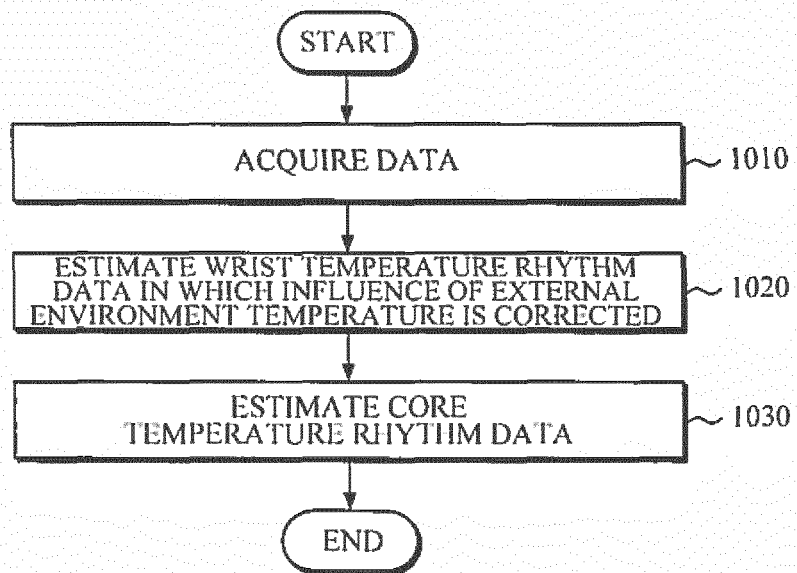 START
ACQUIRE DATA
1010
ESTIMATE WRIST TEMPERATURE RHYTHM
DATA IN WHICH INFLUENCE OF EXTERNAL
ENVIRONMENT TEMPERATURE IS CORRECTED
1020
ESTIMATE CORE
TEMPERATURE RHYTHM DATA
1030
END